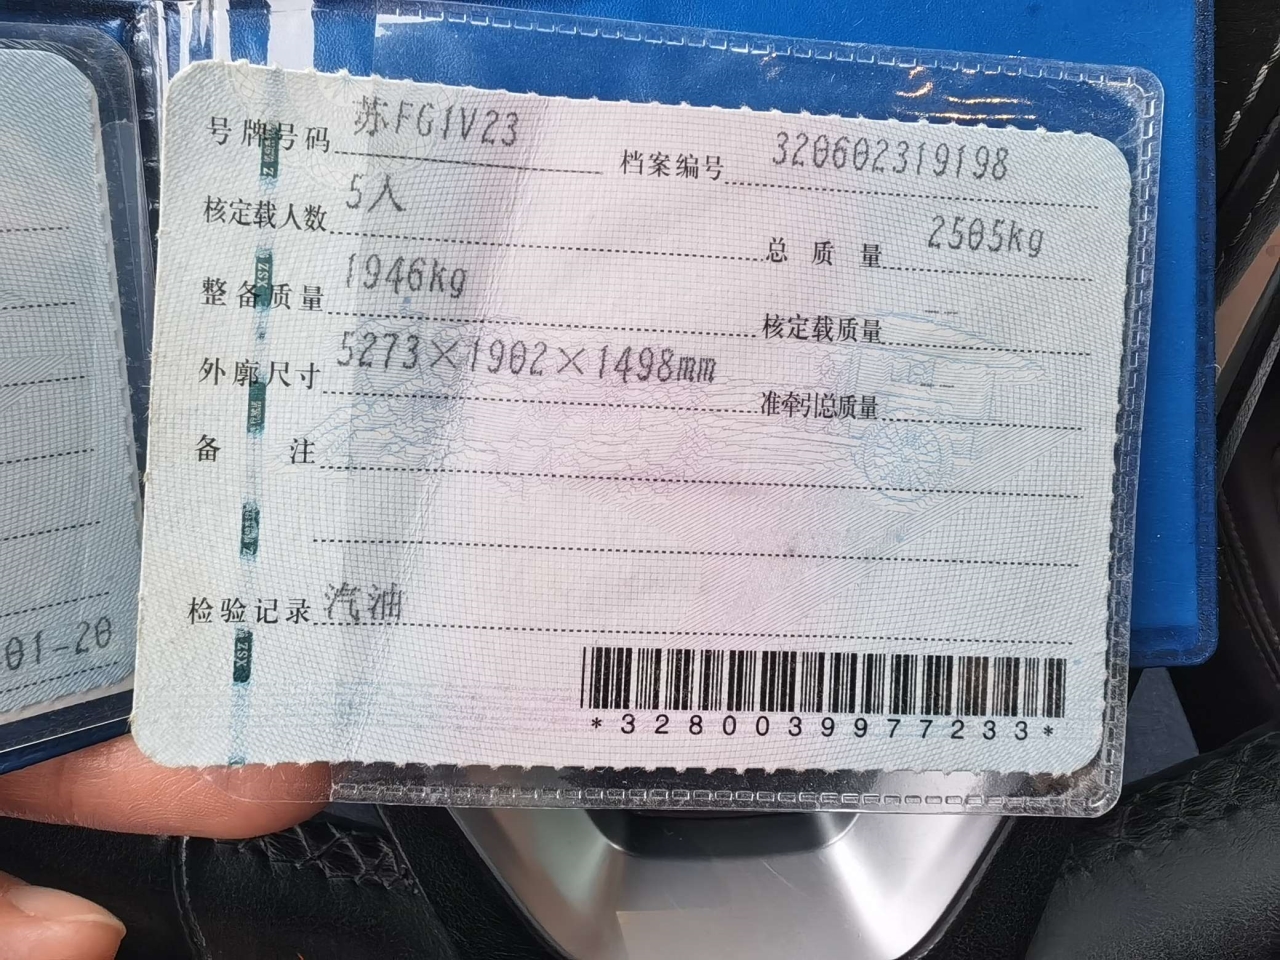 号牌号码 苏FG1V23 档案编号 320602319198
核定载人数 5人 总质量 2505kg
整备质量 1946kg 核定载质量 --
外廓尺寸 5273×1902×1498mm 准牵引总质量 --
备注
检验记录 汽油
*3280039977233*
01-20
XSZ
XSZ